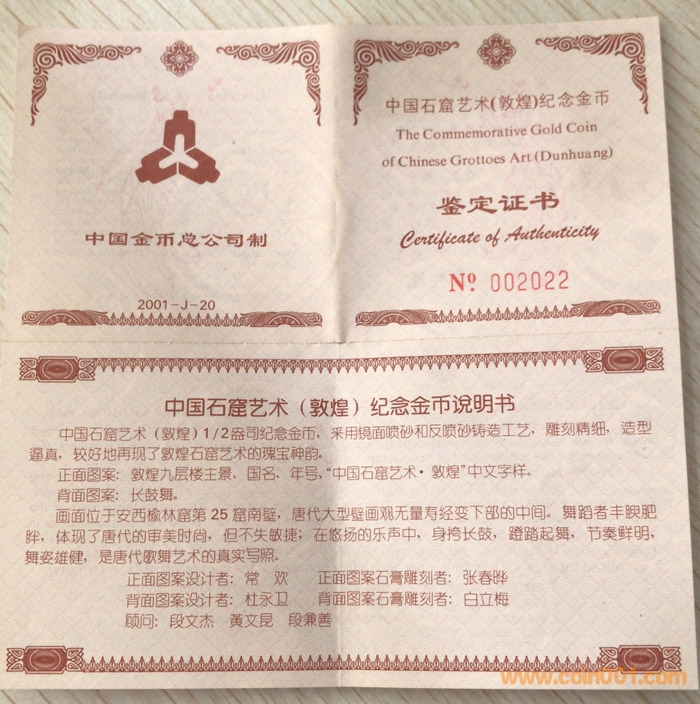 中国金币总公司制
2001-J-20
中国石窟艺术(敦煌)纪念金币
The Commemorative Gold Coin
of Chinese Grottoes Art (Dunhuang)
鉴定证书
Certificate of Authenticity
Nº 002022
中国石窟艺术（敦煌）纪念金币说明书
中国石窟艺术（敦煌）1/2盎司纪念金币，采用镜面喷砂和反喷砂铸造工艺，雕刻精细，造型
逼真，较好地再现了敦煌石窟艺术的瑰宝神韵。
正面图案：敦煌九层楼主景、国名、年号、“中国石窟艺术·敦煌”中文字样。
背面图案：长鼓舞。
画面位于安西榆林窟第25窟南壁，唐代大型壁画观无量寿经变下部的中间。舞蹈者丰腴肥
胖，体现了唐代的审美时尚，但不失敏捷；在悠扬的乐声中，身挎长鼓，蹬踏起舞，节奏鲜明，
舞姿雄健，是唐代歌舞艺术的真实写照。
正面图案设计者：常 欢 正面图案石膏雕刻者：张春晔
背面图案设计者：杜永卫 背面图案石膏雕刻者：白立梅
顾问：段文杰 黄文昆 段兼善
www.coin001.com